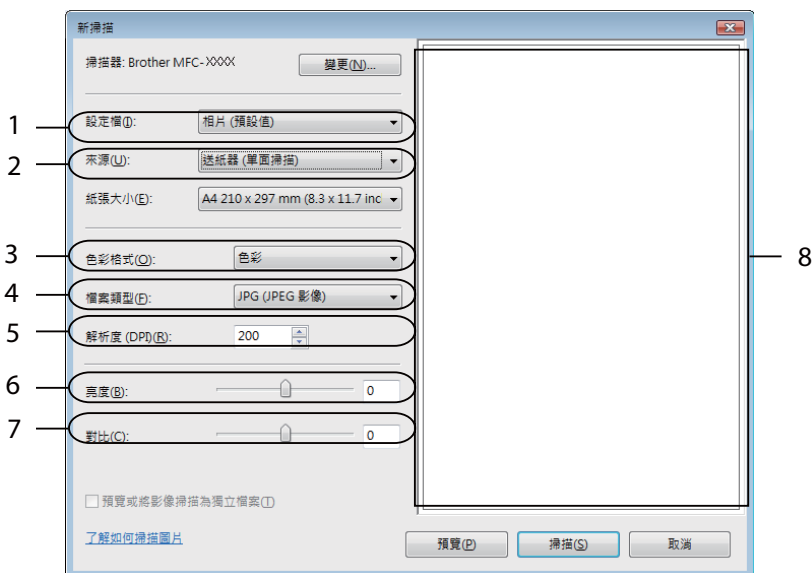 新掃描
掃描器: Brother MFC-XXXX 變更(N)...
1 設定檔(I): 相片 (預設值)
2 來源(U): 送紙器 (單面掃描)
紙張大小(E): A4 210 x 297 mm (8.3 x 11.7 inc
3 色彩格式(O): 色彩
8
4 檔案類型(F): JPG (JPEG 影像)
5 解析度 (DPI)(R): 200
6 亮度(B): 0
7 對比(C): 0
預覽或將影像掃描為獨立檔案(T)
了解如何掃描圖片
預覽(P) 掃描(S) 取消